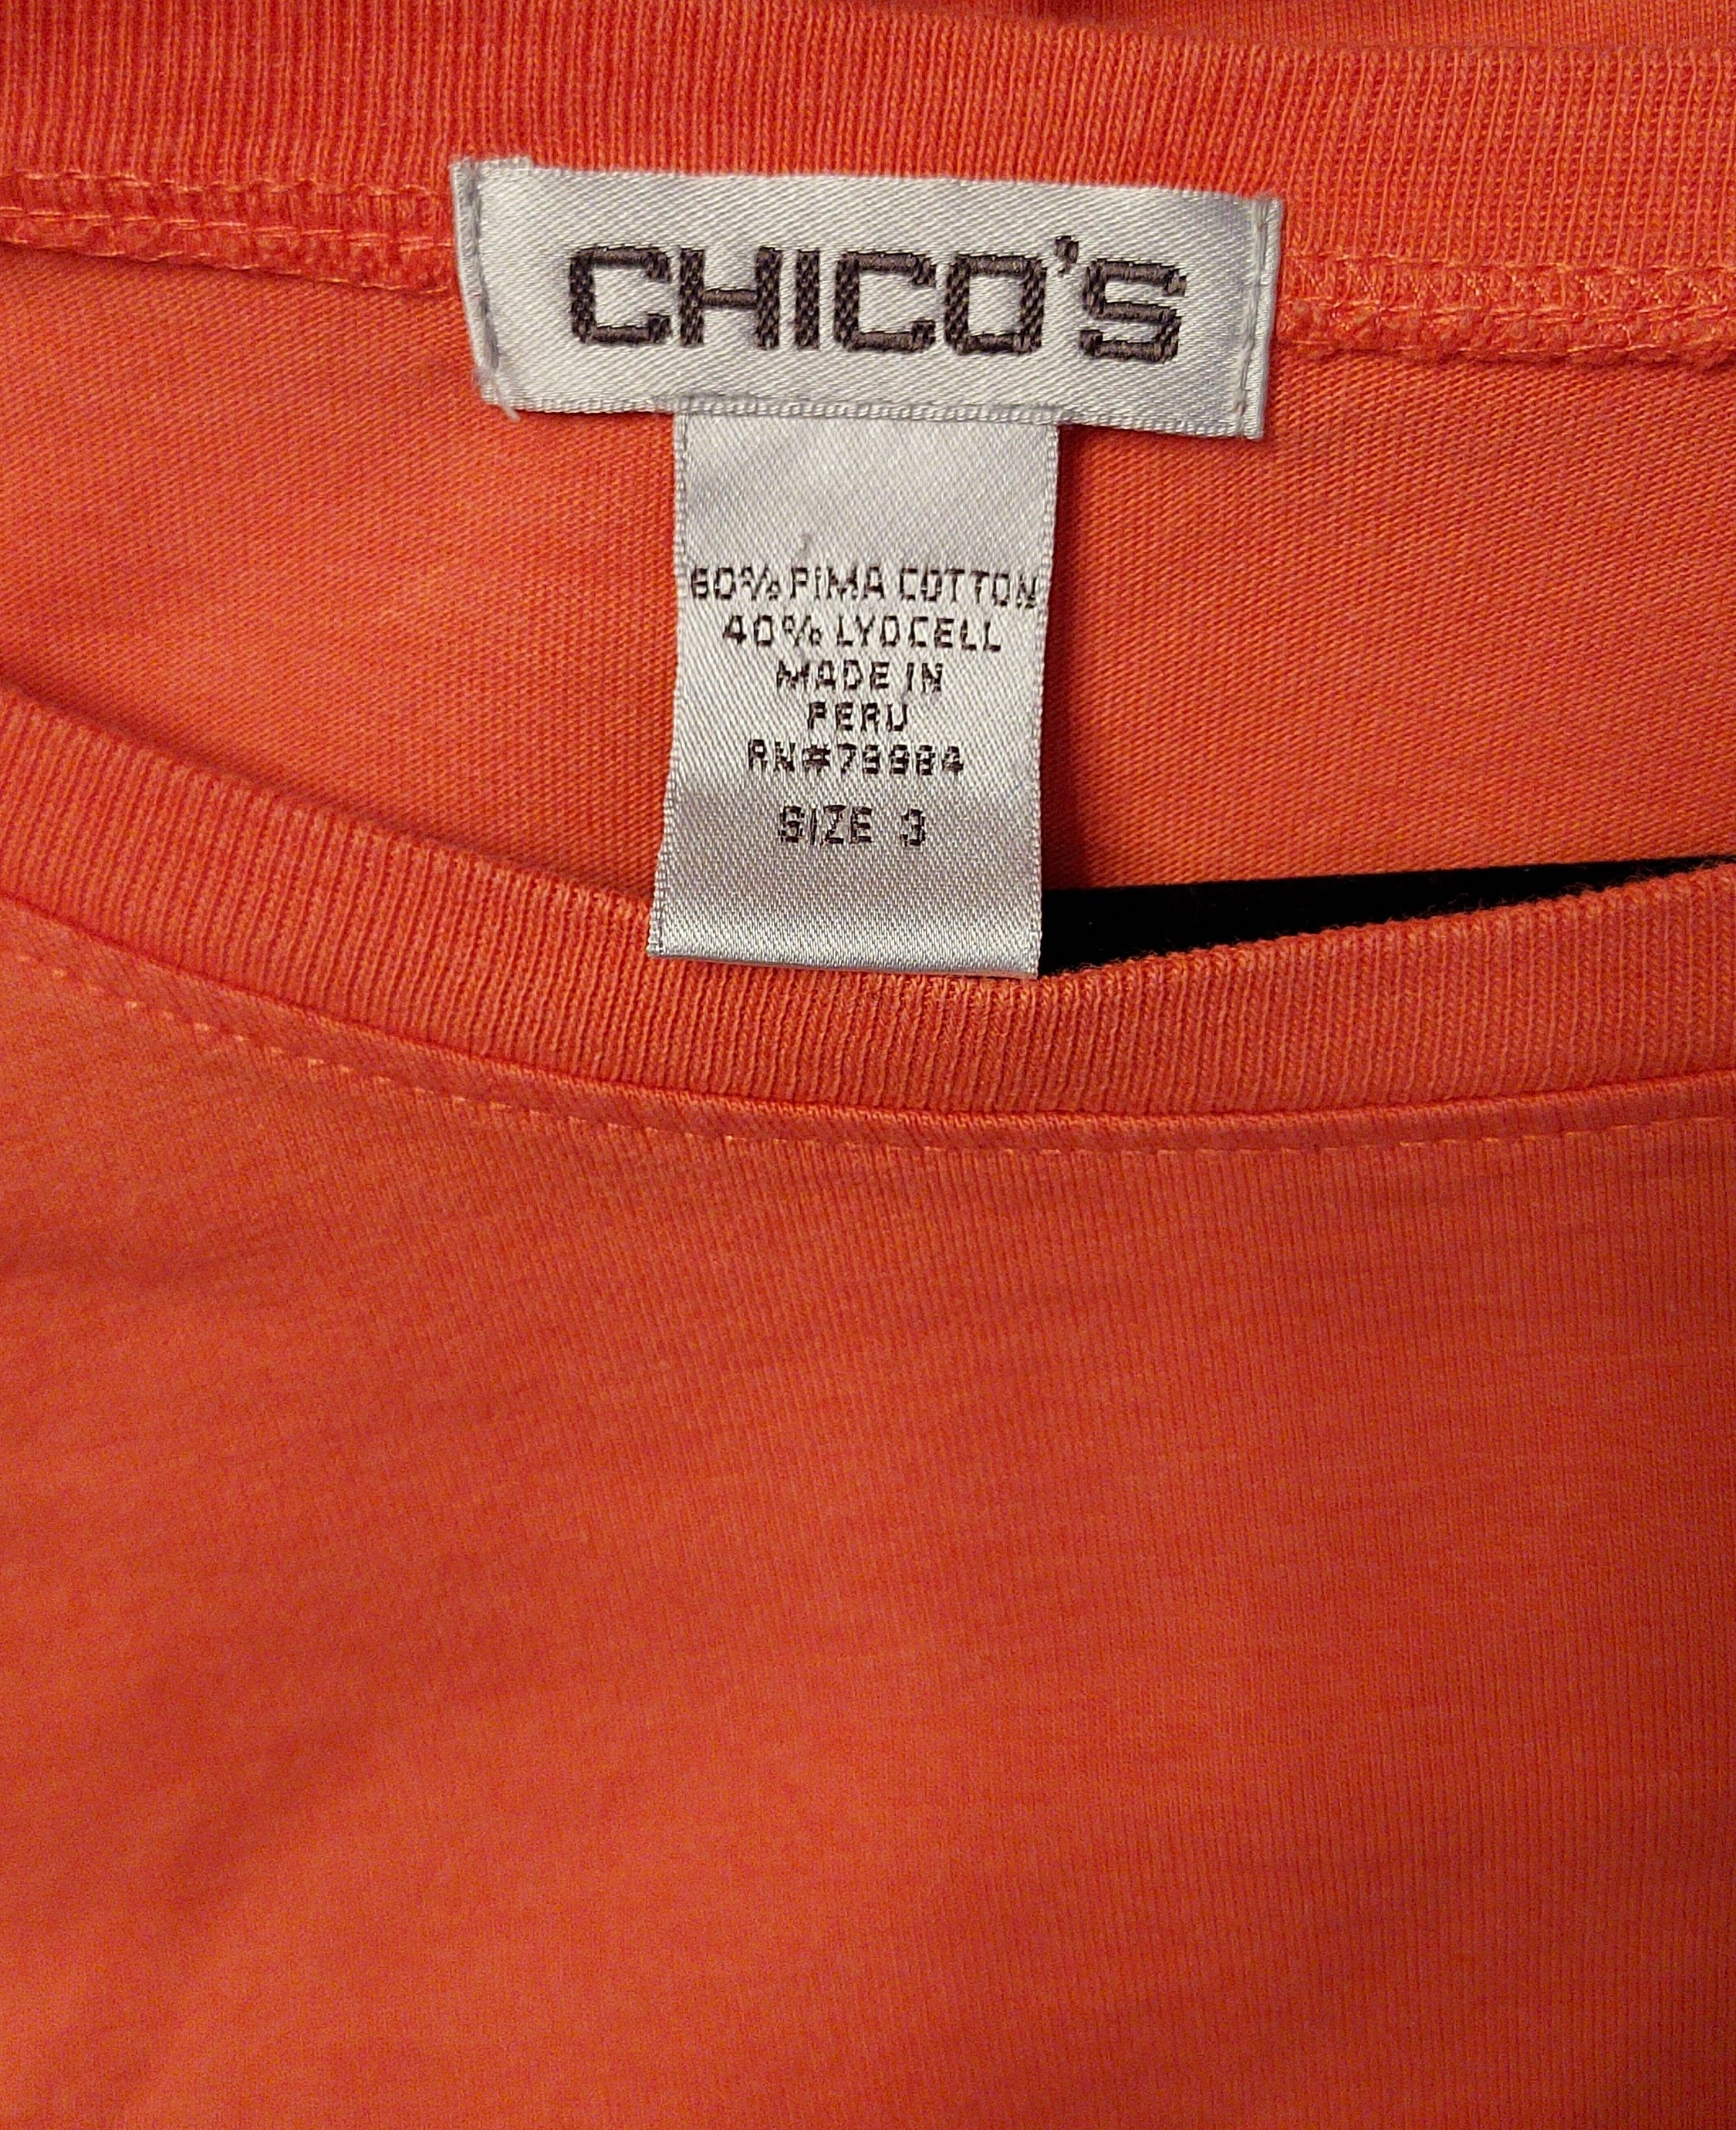 CHICO'S
60% PIMA COTTON
40% LYOCELL
MADE IN
PERU
RN#79984
SIZE 3